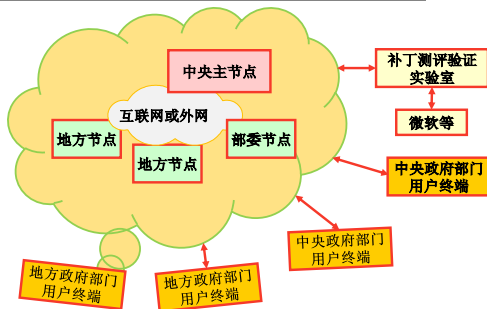 中央主节点
补丁测评验证
实验室
互联网或外网
微软等
地方节点
地方节点
部委节点
中央政府部门
用户终端
中央政府部门
用户终端
地方政府部门
用户终端
地方政府部门
用户终端